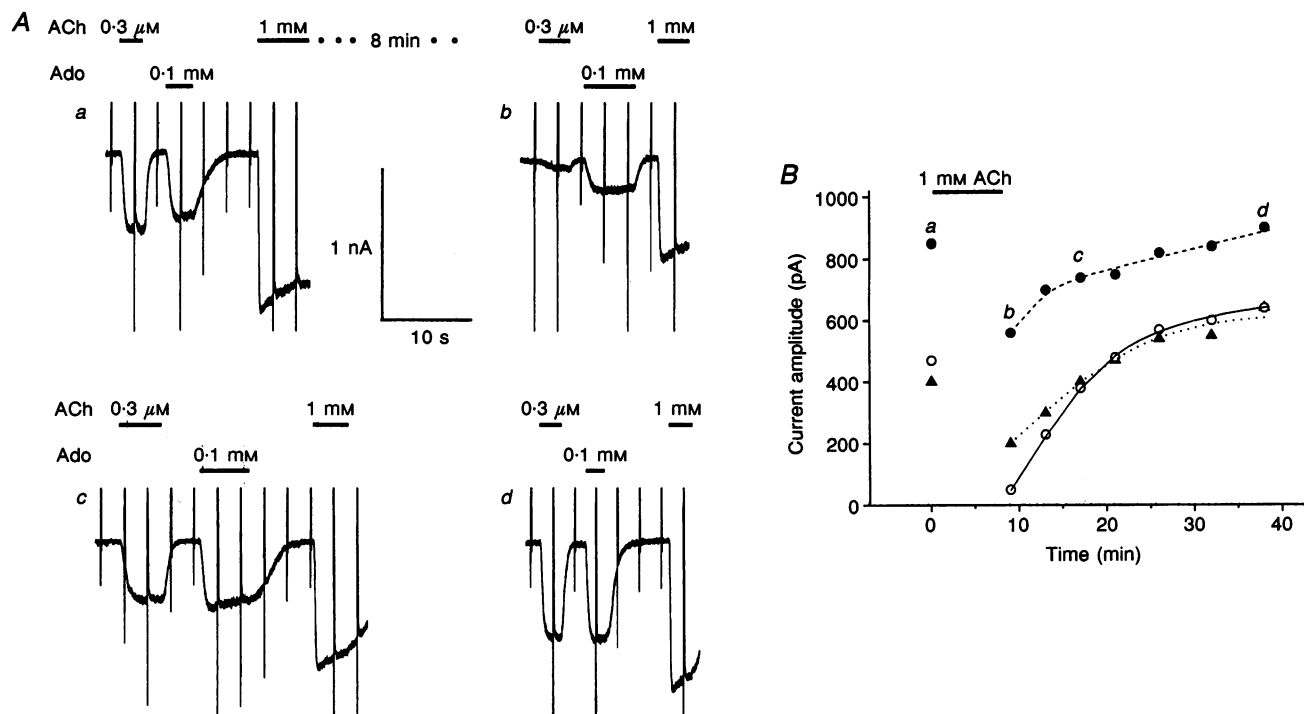 A
ACh 0·3 μM 1 mM • • • 8 min • •
Ado 0·1 mM
a
1 nA
10 s
0·3 μM 1 mM
0·1 mM
b
ACh 0·3 μM 1 mM
Ado 0·1 mM
c
0·3 μM 1 mM
0·1 mM
d
B
1 mM ACh
Current amplitude (pA)
1000
800
600
400
200
0
a
b
c
d
0 10 20 30 40
Time (min)